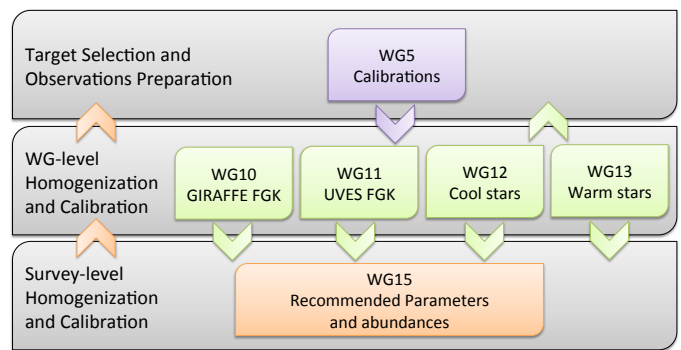 Target Selection and
Observations Preparation
WG5
Calibrations
WG-level
Homogenization
and Calibration
WG10
GIRAFFE FGK
WG11
UVES FGK
WG12
Cool stars
WG13
Warm stars
Survey-level
Homogenization
and Calibration
WG15
Recommended Parameters
and abundances